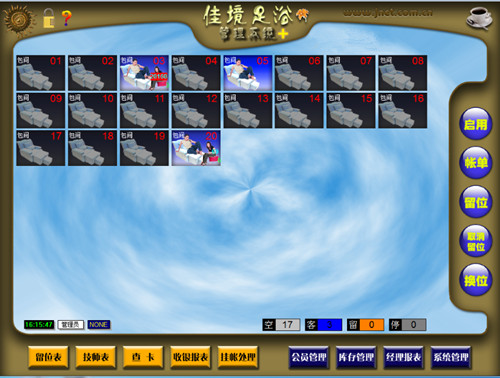 佳境足浴
管理系统
包间 01 包间 02 包间 03 包间 04 包间 05 包间 06 包间 07 包间 08
包间 09 包间 10 包间 11 包间 12 包间 13 包间 14 包间 15 包间 16
包间 17 包间 18 包间 19 包间 20
启用
帐单
留位
取消
留位
换位
16:15:47 管理员 NONE
空 17 客 3 留 0 停 0
留位表 技师表 查卡 收银报表 挂帐处理 会员管理 库存管理 经理报表 系统管理